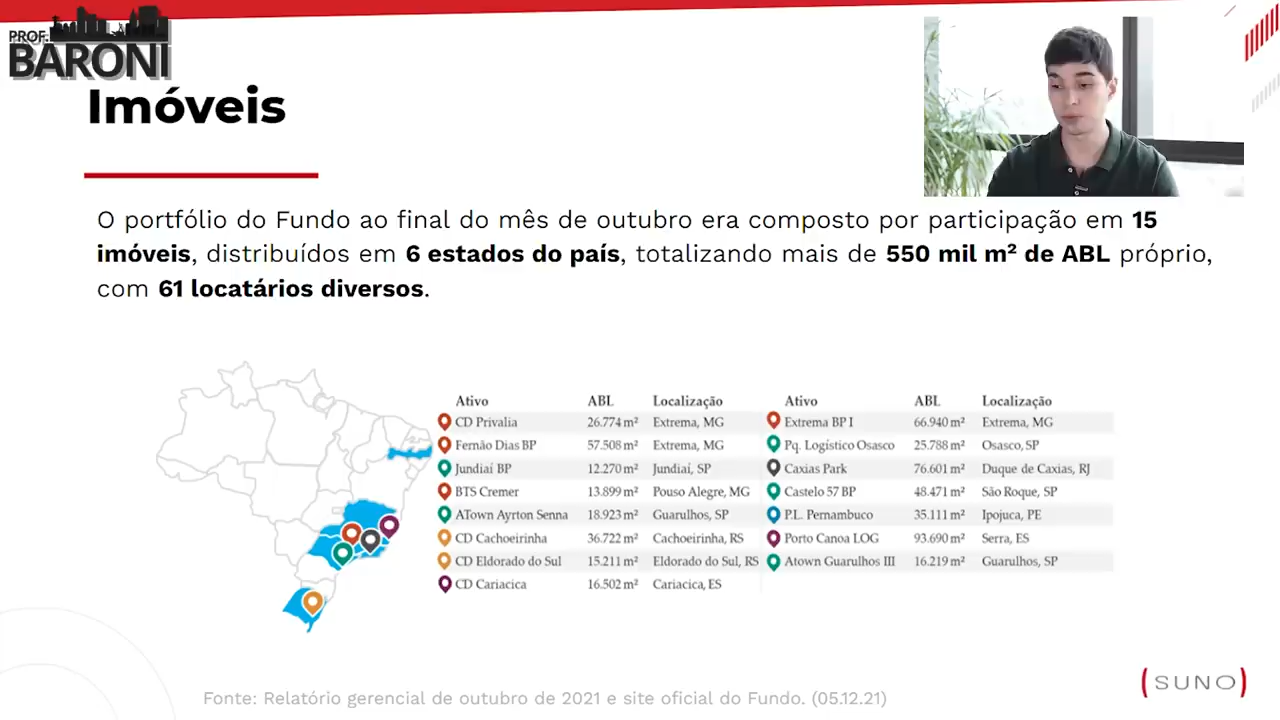 PROF.
BARONI
Imóveis
O portfólio do Fundo ao final do mês de outubro era composto por participação em 15
imóveis, distribuídos em 6 estados do país, totalizando mais de 550 mil m² de ABL próprio,
com 61 locatários diversos.
Ativo ABL Localização Ativo ABL Localização
CD Privalia 26.774 m² Extrema, MG Extrema BP I 66.940 m² Extrema, MG
Fernão Dias BP 57.508 m² Extrema, MG Pq. Logístico Osasco 25.788 m² Osasco, SP
Jundiaí BP 12.270 m² Jundiaí, SP Caxias Park 76.601 m² Duque de Caxias, RJ
BTS Cremer 13.899 m² Pouso Alegre, MG Castelo 57 BP 48.471 m² São Roque, SP
ATown Ayrton Senna 18.923 m² Guarulhos, SP P.L. Pernambuco 35.111 m² Ipojuca, PE
CD Cachoeirinha 36.722 m² Cachoeirinha, RS Porto Canoa LOG 93.690 m² Serra, ES
CD Eldorado do Sul 15.211 m² Eldorado do Sul, RS Atown Guarulhos III 16.219 m² Guarulhos, SP
CD Cariacica 16.502 m² Cariacica, ES
Fonte: Relatório gerencial de outubro de 2021 e site oficial do Fundo. (05.12.21)
(SUNO)